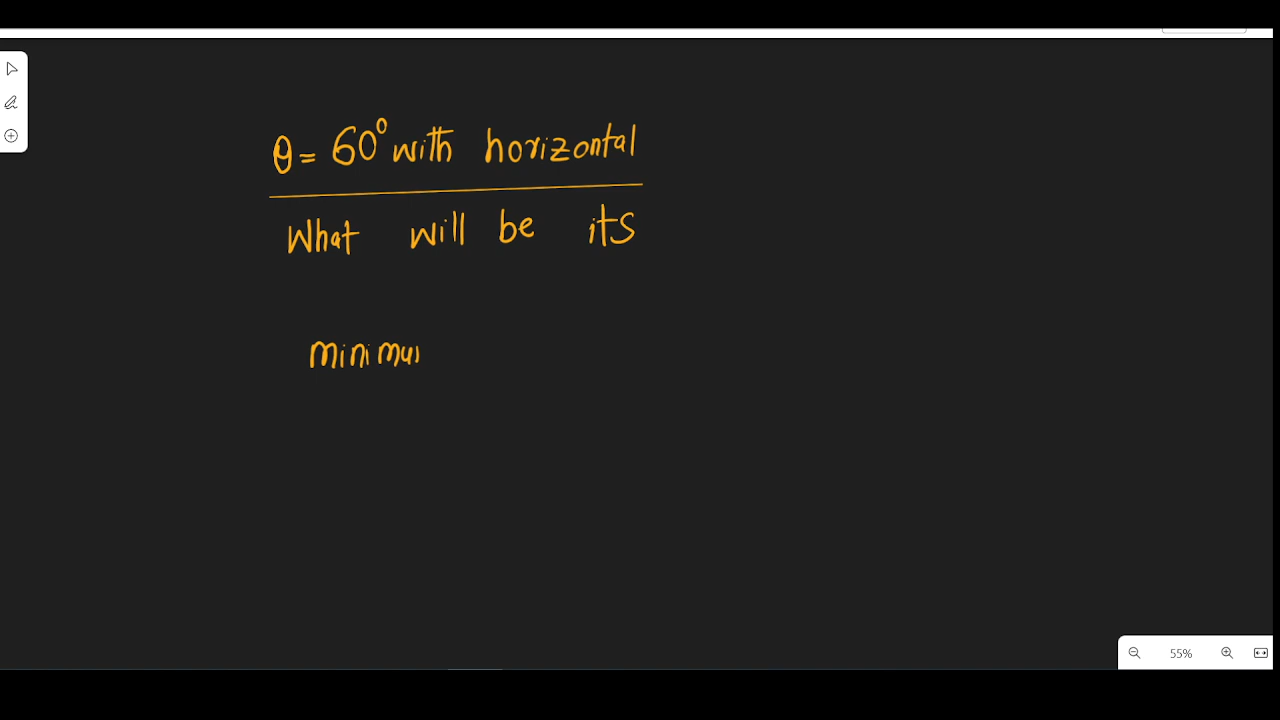 θ = 60° with horizontal
What will be its
55%